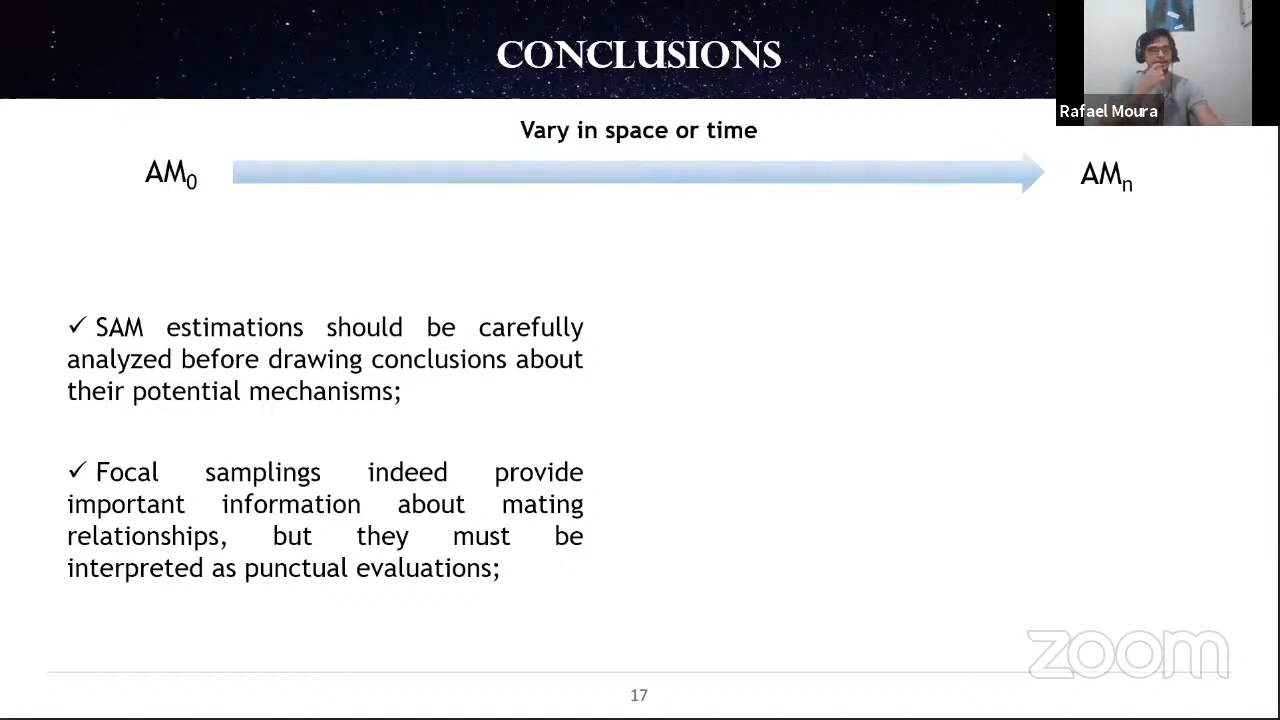 CONCLUSIONS
Rafael Moura
Vary in space or time
AM0
AMn
✓ SAM estimations should be carefully
analyzed before drawing conclusions about
their potential mechanisms;
✓ Focal samplings indeed provide
important information about mating
relationships, but they must be
interpreted as punctual evaluations;
zoom
17